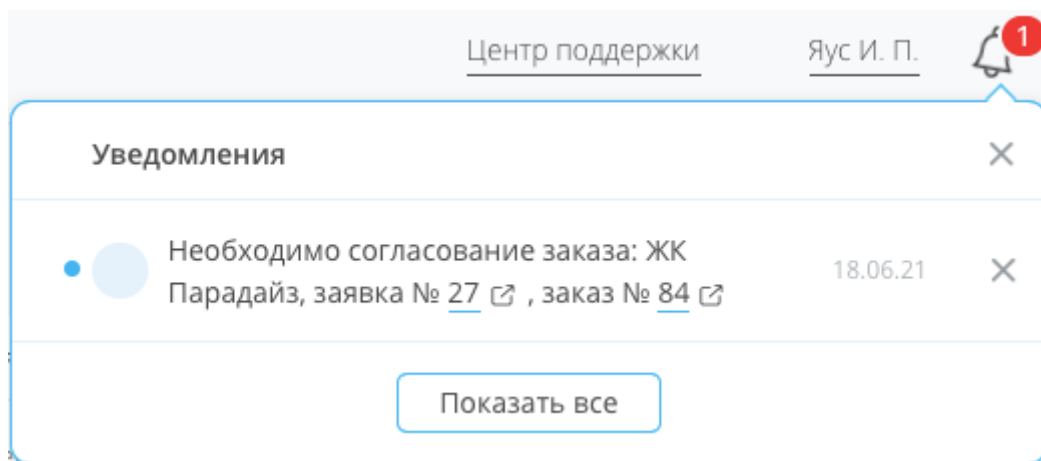 Центр поддержки Яус И. П. 1
Уведомления
Необходимо согласование заказа: ЖК
Парадайз, заявка № 27 , заказ № 84
18.06.21
Показать все